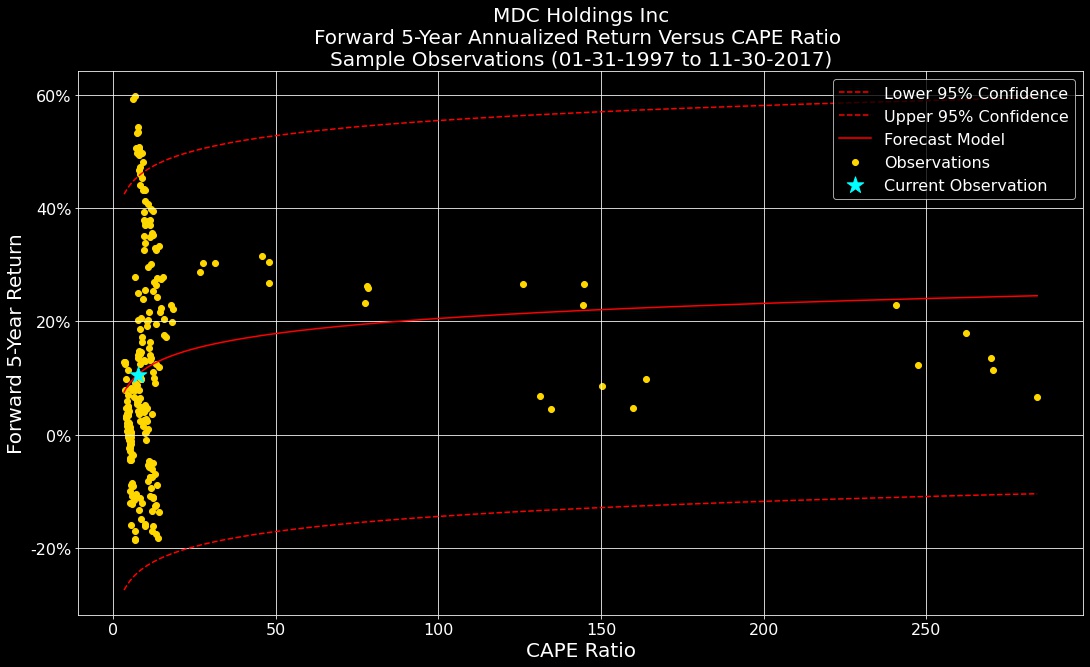 MDC Holdings Inc
Forward 5-Year Annualized Return Versus CAPE Ratio
Sample Observations (01-31-1997 to 11-30-2017)
Lower 95% Confidence
Upper 95% Confidence
Forecast Model
Observations
Current Observation
Forward 5-Year Return
60%
40%
20%
0%
-20%
0 50 100 150 200 250
CAPE Ratio